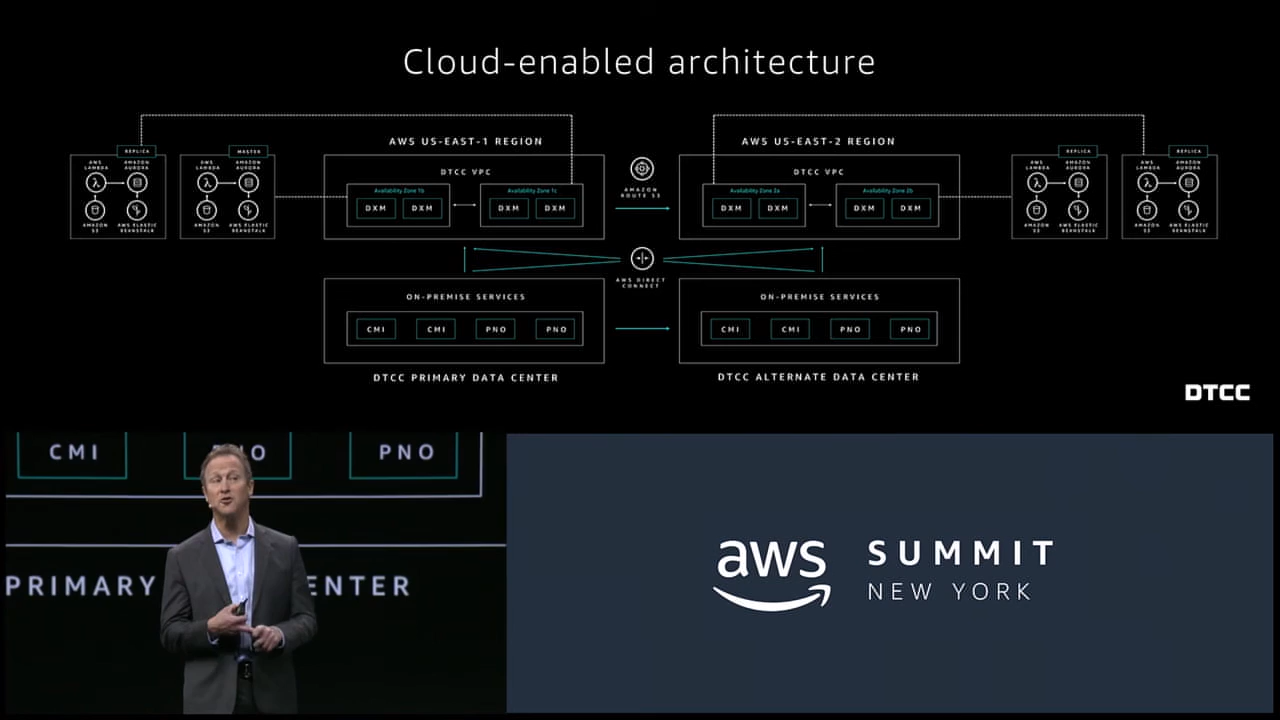 Cloud-enabled architecture
AWS US-EAST-1 REGION
AWS US-EAST-2 REGION
REPLICA
MASTER
REPLICA
REPLICA
AWS LAMBDA
AMAZON AURORA
AMAZON S3
AWS ELASTIC BEANSTALK
AWS LAMBDA
AMAZON AURORA
AMAZON S3
AWS ELASTIC BEANSTALK
DTCC VPC
Availability Zone 1b
Availability Zone 1c
DXM DXM DXM DXM
AMAZON
ROUTE 53
DTCC VPC
Availability Zone 2a
Availability Zone 2b
DXM DXM DXM DXM
AWS LAMBDA
AMAZON AURORA
AMAZON S3
AWS ELASTIC BEANSTALK
AWS LAMBDA
AMAZON AURORA
AMAZON S3
AWS ELASTIC BEANSTALK
AWS DIRECT
CONNECT
ON-PREMISE SERVICES
CMI CMI PNO PNO
DTCC PRIMARY DATA CENTER
ON-PREMISE SERVICES
CMI CMI PNO PNO
DTCC ALTERNATE DATA CENTER
DTCC
CMI PNO
PRIMARY ENTER
aws SUMMIT
NEW YORK